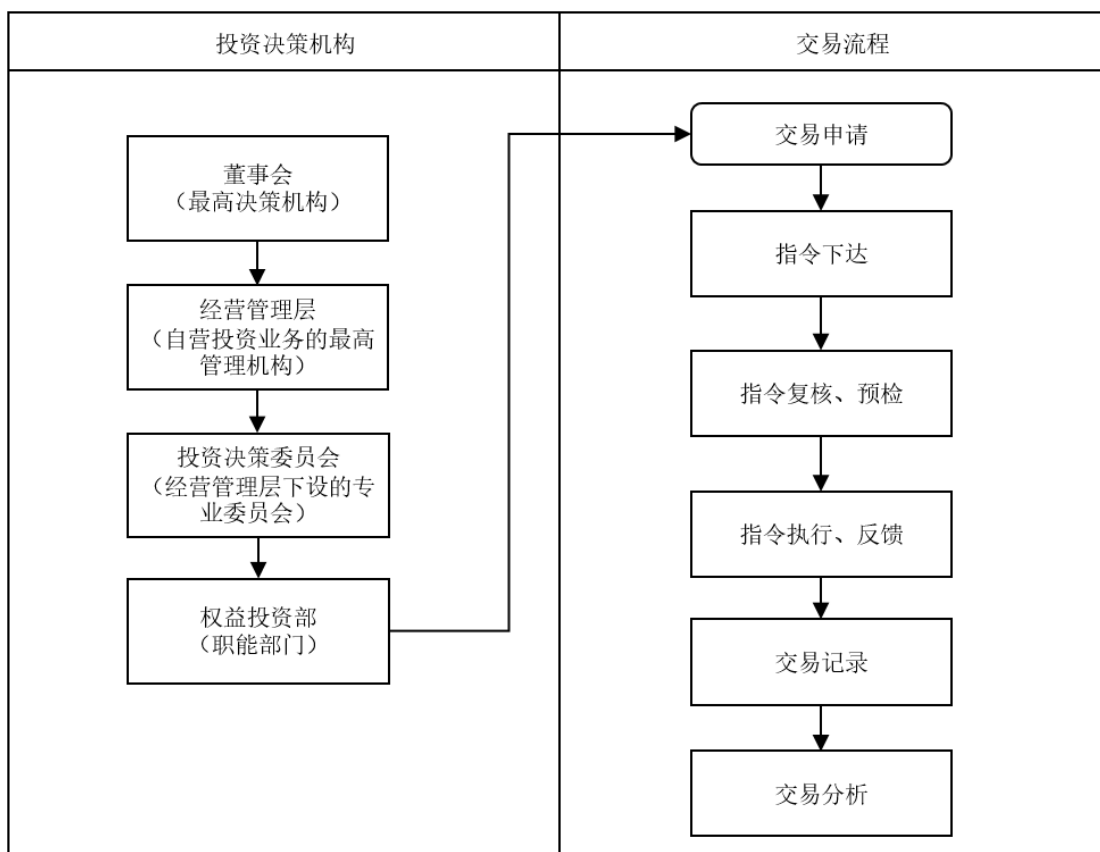 投资决策机构
交易流程
董事会
（最高决策机构）
经营管理层
（自营投资业务的最高
管理机构）
投资决策委员会
（经营管理层下设的专
业委员会）
权益投资部
（职能部门）
交易申请
指令下达
指令复核、预检
指令执行、反馈
交易记录
交易分析